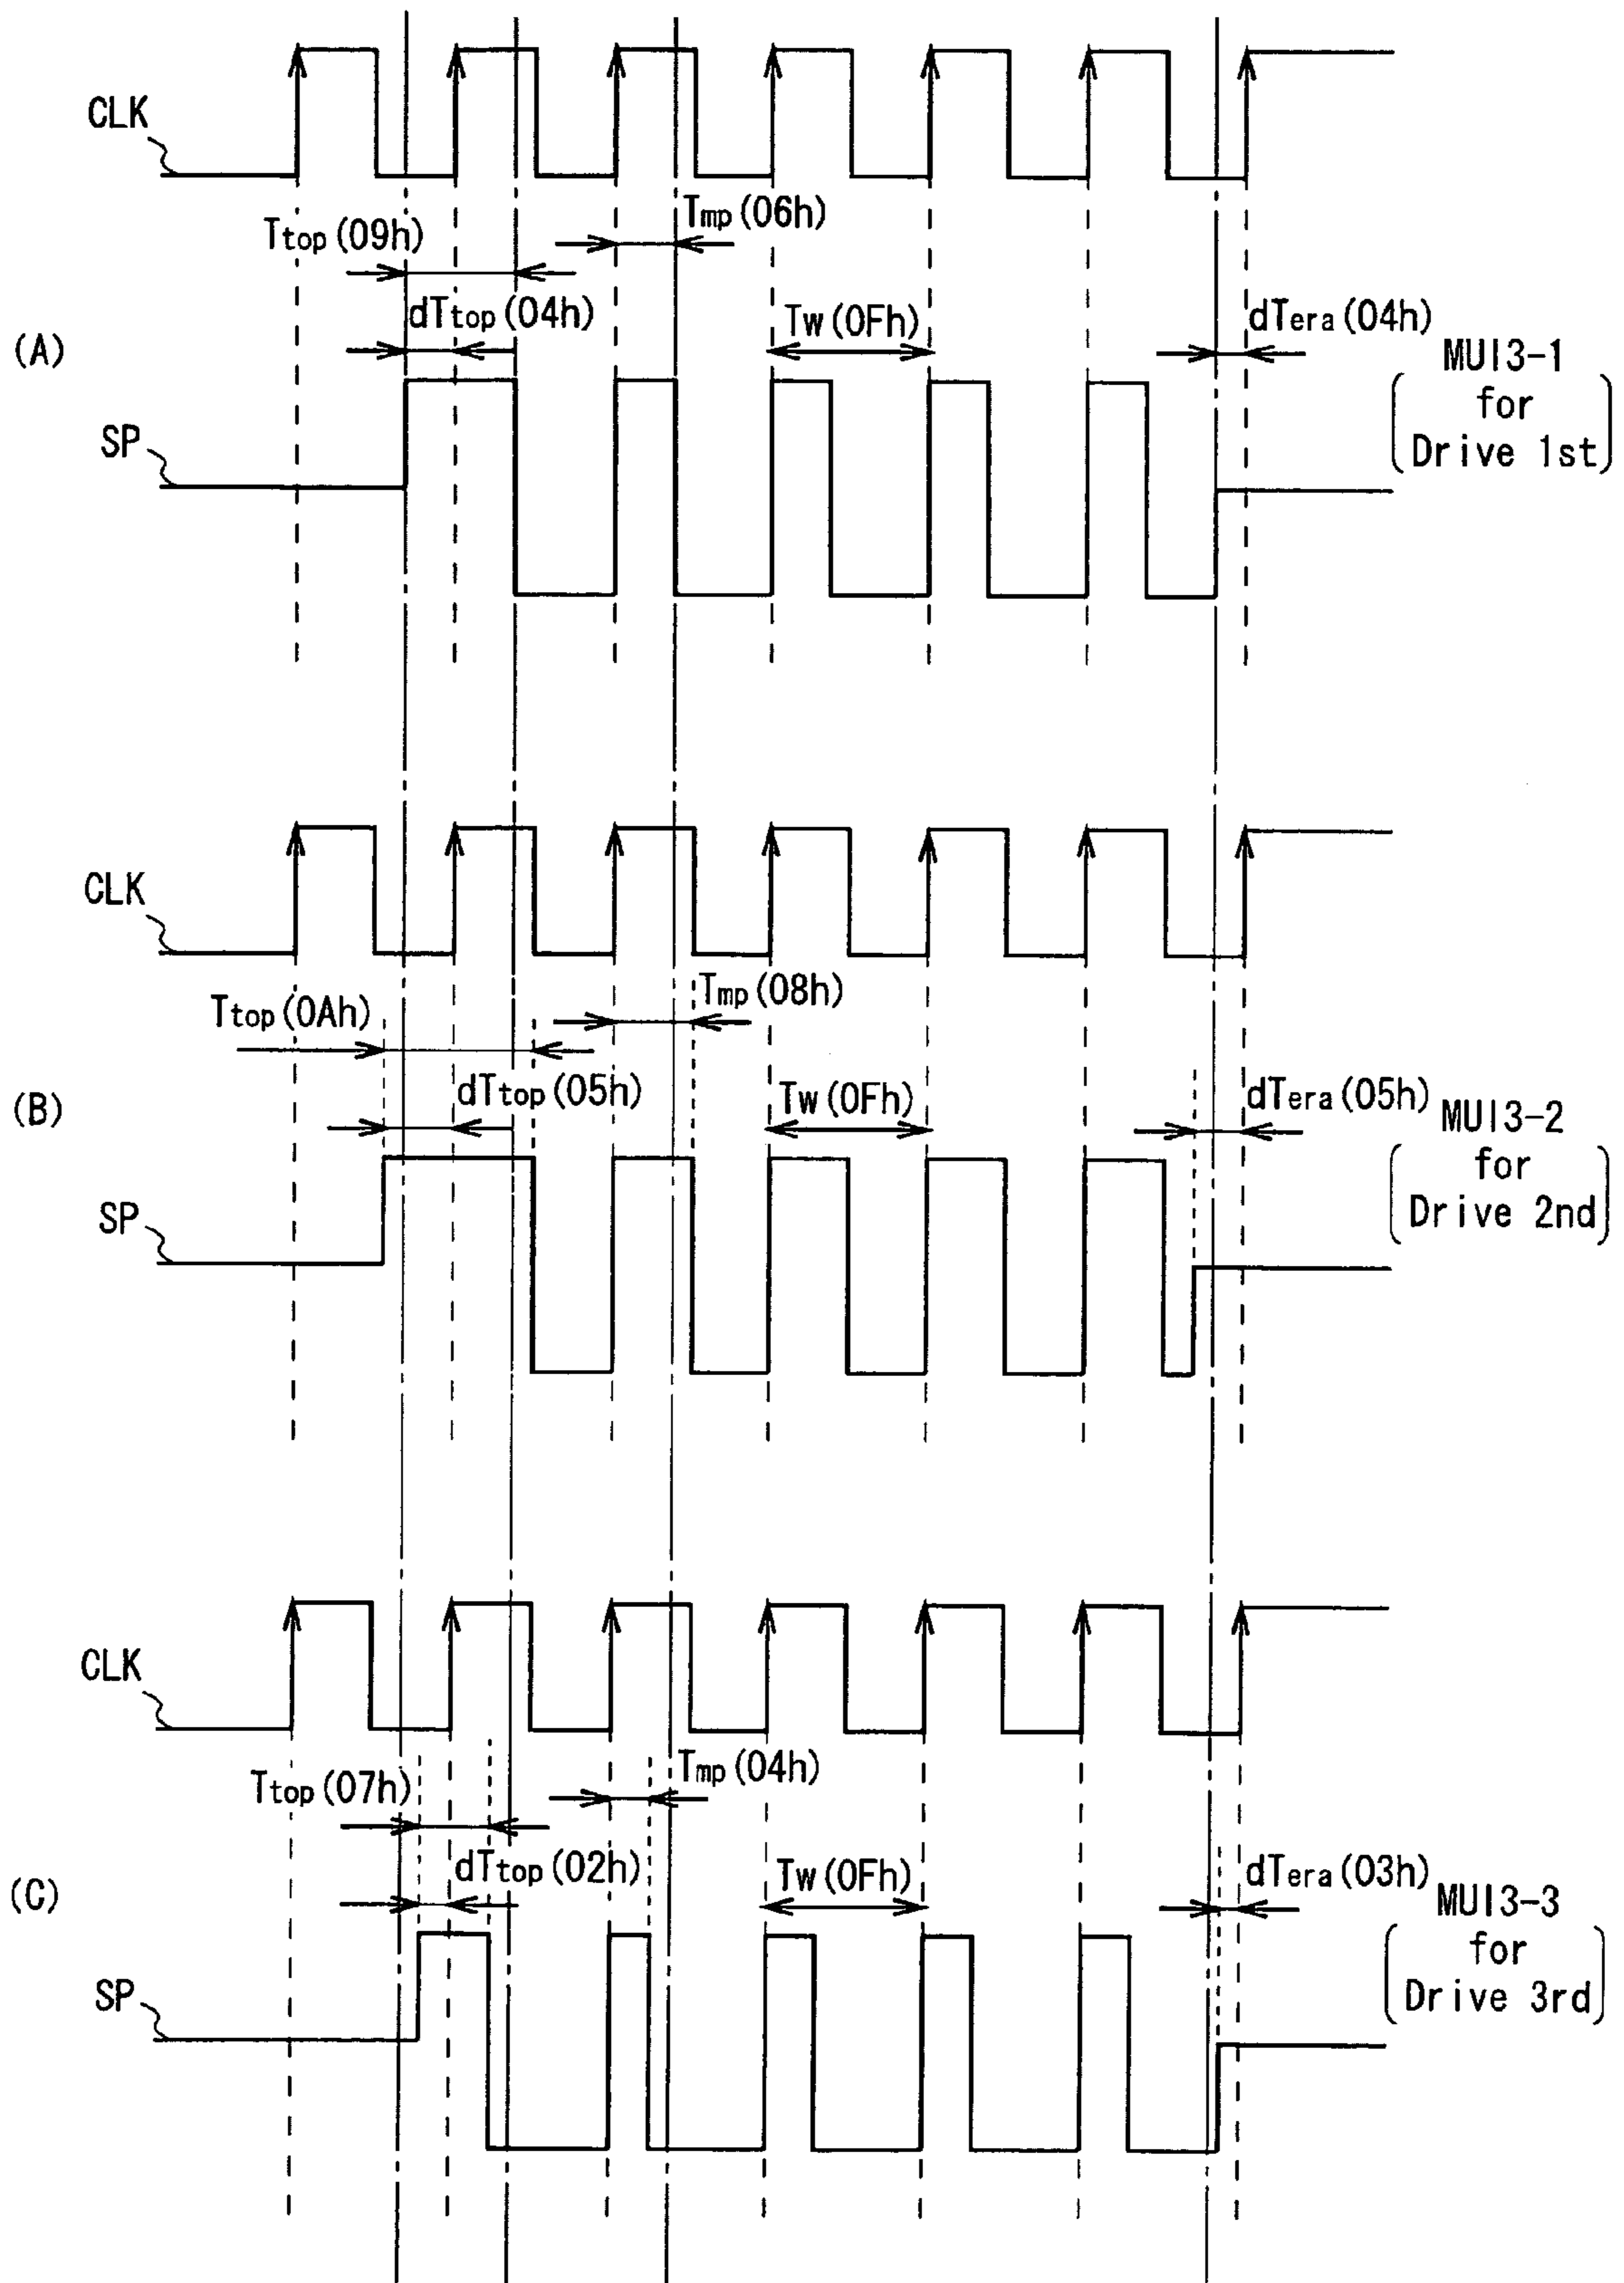 CLK
Ttop(09h)
Tmp(06h)
dTtop(04h)
Tw(0Fh)
dTera(04h)
(A)
MUI3-1
for
Drive 1st
SP
CLK
Ttop(0Ah)
Tmp(08h)
dTtop(05h)
Tw(0Fh)
dTera(05h)
(B)
MUI3-2
for
Drive 2nd
SP
CLK
Ttop(07h)
Tmp(04h)
dTtop(02h)
Tw(0Fh)
dTera(03h)
(C)
MUI3-3
for
Drive 3rd
SP